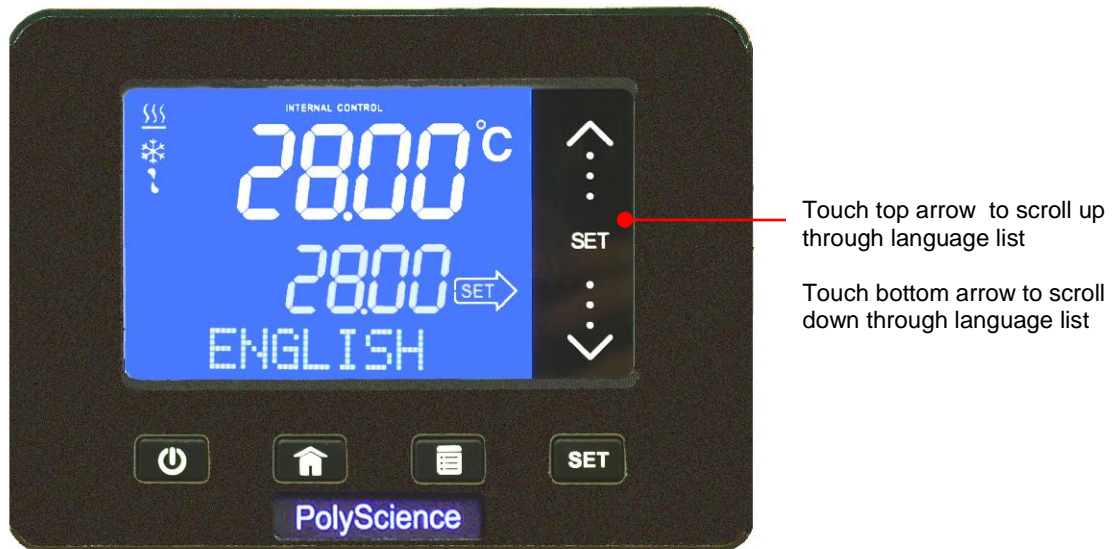 INTERNAL CONTROL
28.00 °C
SET
28.00 SET
ENGLISH
SET
PolyScience
Touch top arrow to scroll up
through language list
Touch bottom arrow to scroll
down through language list